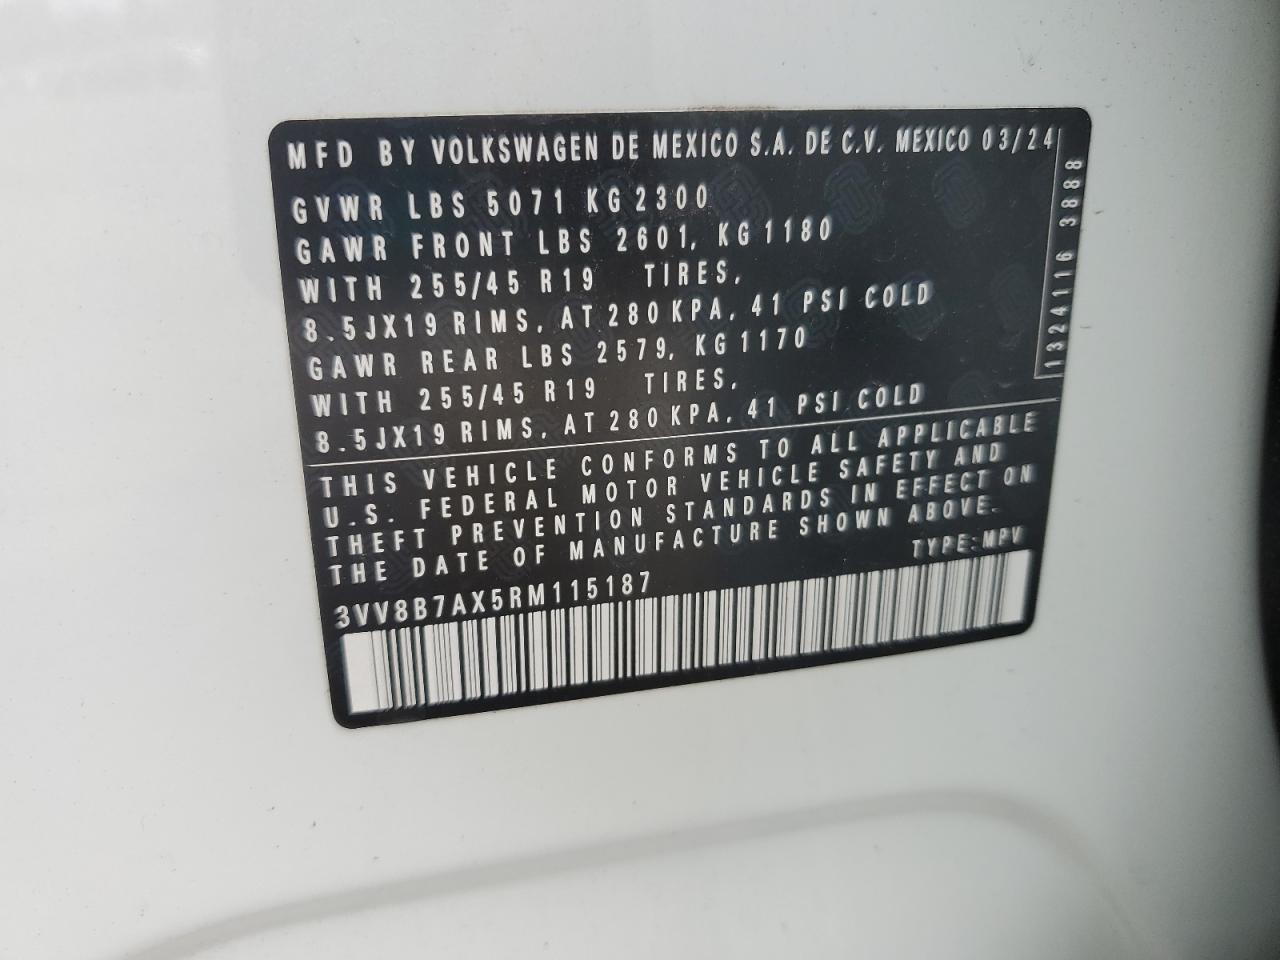 MFD BY VOLKSWAGEN DE MEXICO S.A. DE C.V. MEXICO 03/24
GVWR LBS 5071 KG 2300
GAWR FRONT LBS 2601, KG 1180
WITH 255/45 R19 TIRES,
8.5JX19 RIMS, AT 280 KPA, 41 PSI COLD
GAWR REAR LBS 2579, KG 1170
WITH 255/45 R19 TIRES,
8.5JX19 RIMS, AT 280 KPA, 41 PSI COLD
1324116 3888
THIS VEHICLE CONFORMS TO ALL APPLICABLE
U.S. FEDERAL MOTOR VEHICLE SAFETY AND
THEFT PREVENTION STANDARDS IN EFFECT ON
THE DATE OF MANUFACTURE SHOWN ABOVE.
TYPE: MPV
3VV8B7AX5RM115187